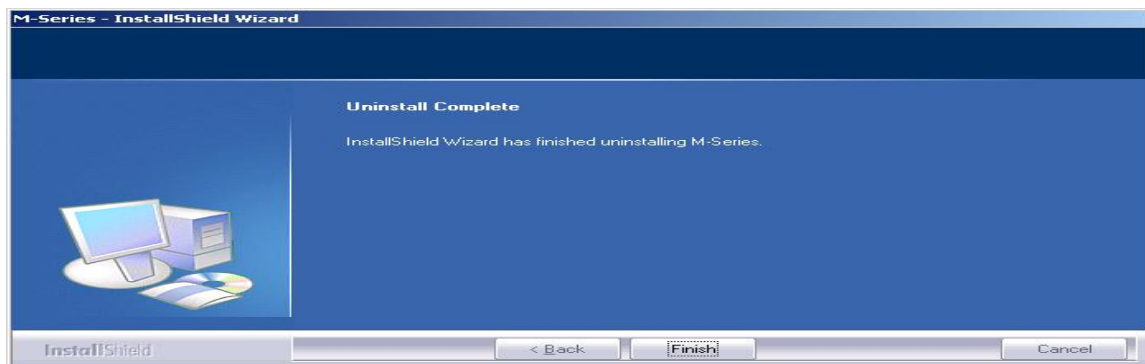 M-Series - InstallShield Wizard
Uninstall Complete
InstallShield Wizard has finished uninstalling M-Series.
InstallShield
< Back
Finish
Cancel